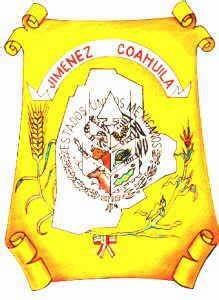 JIMENEZ COAHUILA
ESTADOS UNIDOS MEXICANOS